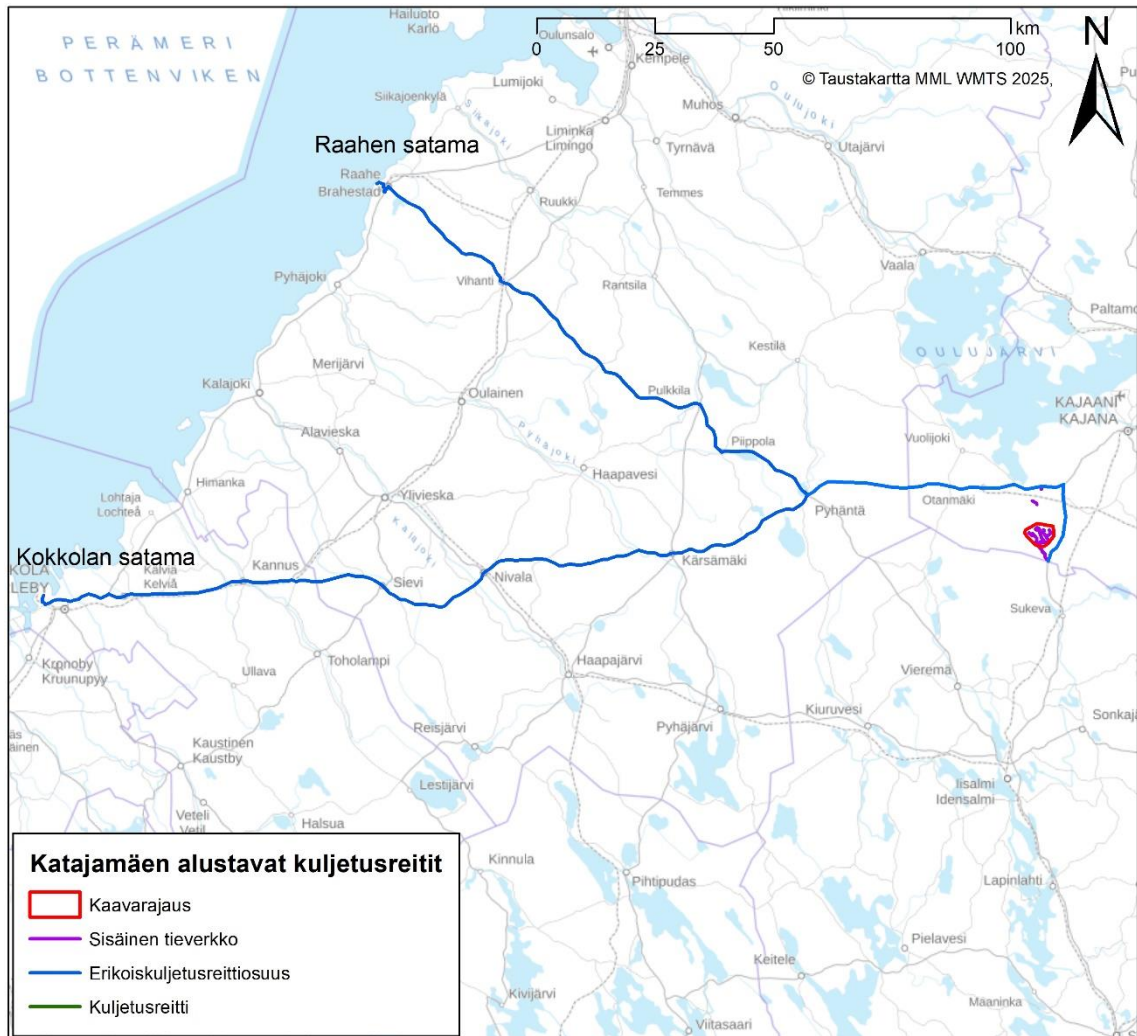 Hailuoto
Karlö
PERÄMERI
BOTTENVIKEN
km
0 25 50 100
N
Oulunsalo
Kempele
© Taustakartta MML WMTS 2025,
Lumijoki
Siikajoenkylä
Siikajoki
Muhos
Oulujoki
Liminka
Limingo
Tyrnävä
Utajärvi
Raahen satama
Raahe
Brahestad
Ruukki
Temmes
Vaala
Pyhäjoki
Vihanti
Rantsila
Paltamo
OULUJÄRVI
Merijärvi
Kestilä
Kalajoki
Oulainen
Pulkkila
KAJAANI
KAJANA
Alavieska
Pyhäjoki
Piippola
Vuolijoki
Haapavesi
Lohtaja
Lochteå
Himanka
Ylivieska
Otanmäki
Pyhäntä
Kalajoki
Kokkolan satama
KOLA
LEBY
Kälviä
Kelviå
Kannus
Sievi
Nivala
Kärsämäki
Sukeva
Kronoby
Kruunupyy
Ullava
Toholampi
Haapajärvi
Vieremä
Kiuruvesi
Pyhäjärvi
Sonkaj
Reisjärvi
Kaustinen
Kaustby
Iisalmi
Idensalmi
Lestijärvi
Veteli
Vetil
Halsua
Kinnula
Pihtipudas
Lapinlahti
Pielavesi
Keitele
Maaninka
Kivijärvi
Viitasaari
Katajamäen alustavat kuljetusreitit
Kaavarajaus
Sisäinen tieverkko
Erikoiskuljetusreittiosuus
Kuljetusreitti